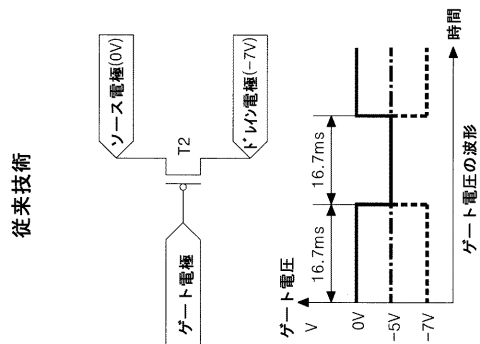 従来技術
ソース電極(0V)
T2
ゲート電極
ドレイン電極(-7V)
ゲート電圧
V
16.7ms
16.7ms
0V
-5V
-7V
時間
ゲート電圧の波形